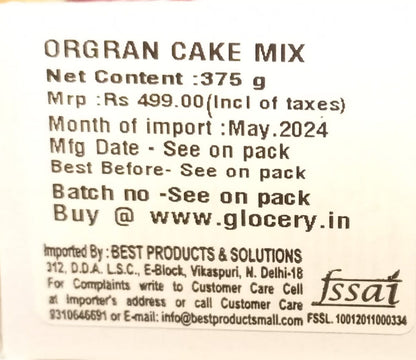 ORGRAN CAKE MIX
Net Content :375 g
Mrp :Rs 499.00(Incl of taxes)
Month of import :May.2024
Mfg Date - See on pack
Best Before- See on pack
Batch no -See on pack
Buy @ www.glocery.in
Imported By : BEST PRODUCTS & SOLUTIONS
312, D.D.A. L.S.C., E-Block, Vikaspuri, N. Delhi-18
For Complaints write to Customer Care Cell
at Importer's address or call Customer Care
9310646691 or E-mail: info@bestproductsmall.com
fssai
FSSL. 10012011000334